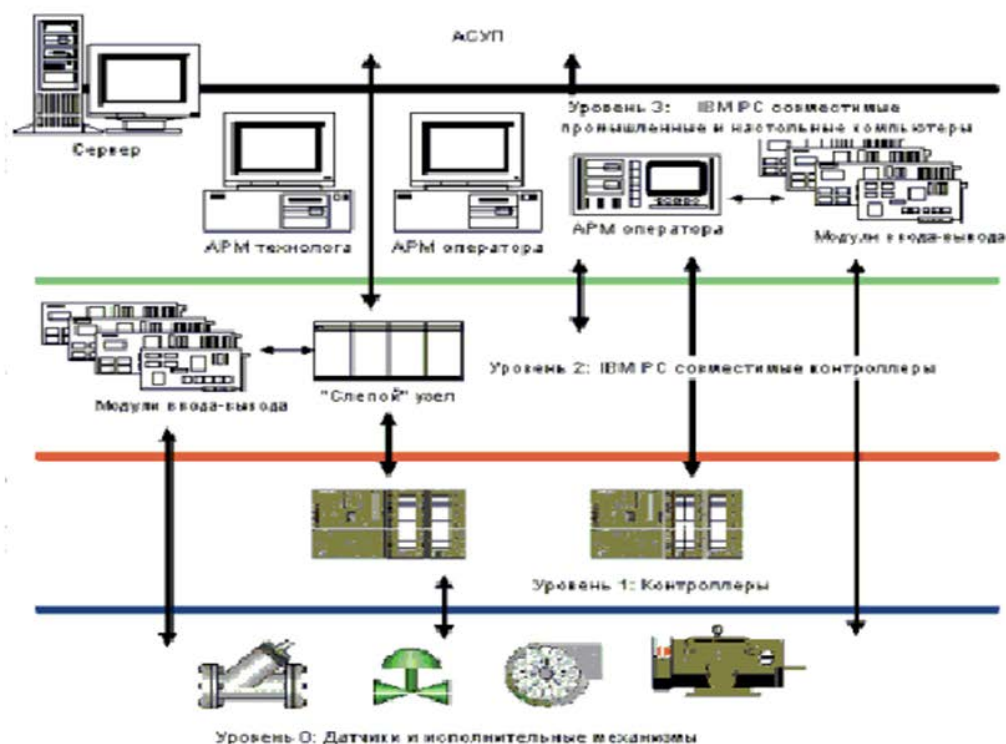 АСУП
Уровень 3: IBM PC совместимые
промышленные и настольные компьютеры
Сервер
АРМ технолога
АРМ оператора
АРМ оператора
Модули ввода-вывода
Уровень 2: IBM PC совместимые контроллеры
Модули ввода-вывода
"Слепой" узел
Уровень 1: Контроллеры
Уровень 0: Датчики и исполнительные механизмы